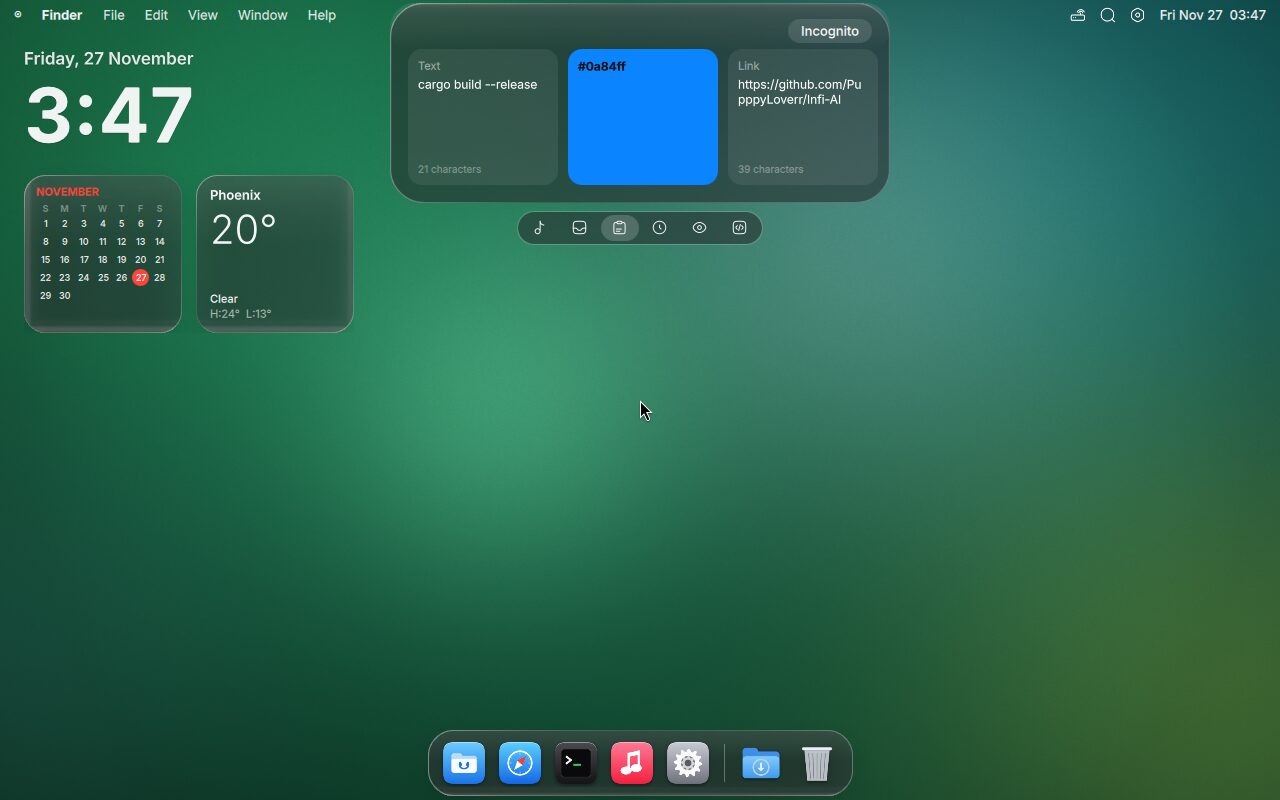 Finder File Edit View Window Help
Fri Nov 27 03:47
Friday, 27 November
3:47
NOVEMBER
S M T W T F S
1 2 3 4 5 6 7
8 9 10 11 12 13 14
15 16 17 18 19 20 21
22 23 24 25 26 27 28
29 30
Phoenix
20°
Clear
H:24° L:13°
Incognito
Text
cargo build --release
21 characters
#0a84ff
Link
https://github.com/Pu
pppyLoverr/Infi-AI
39 characters